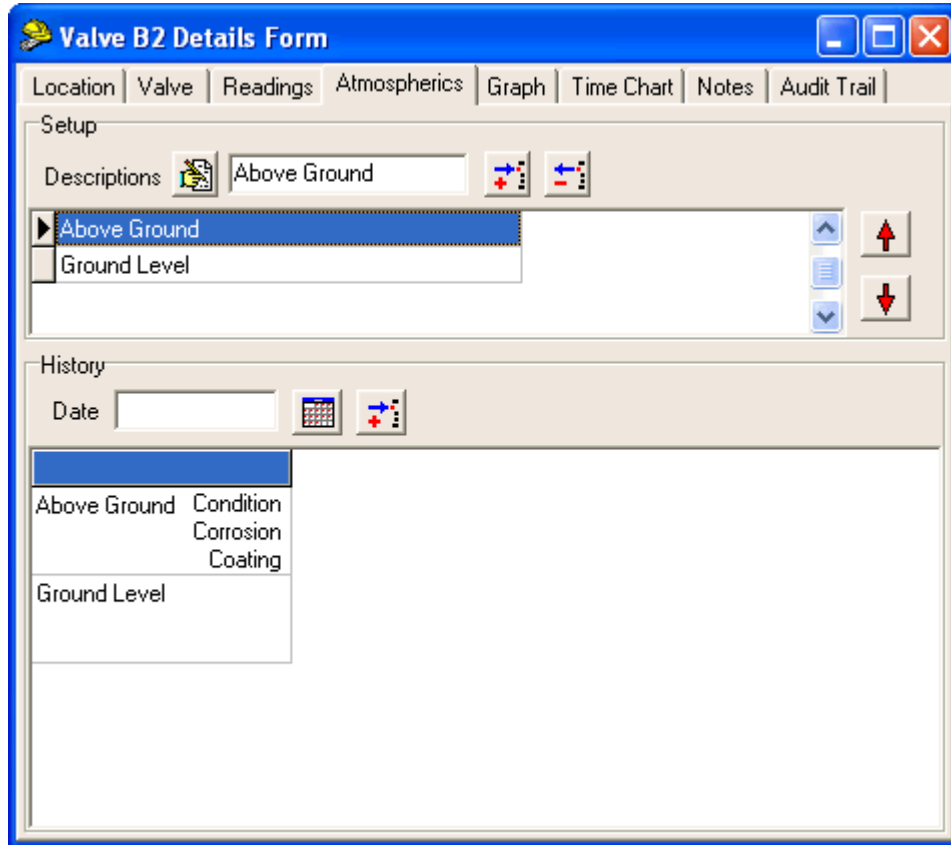 Valve B2 Details Form
Location Valve Readings Atmospherics Graph Time Chart Notes Audit Trail
Setup
Descriptions Above Ground
Above Ground
Ground Level
History
Date
Above Ground Condition
Corrosion
Coating
Ground Level